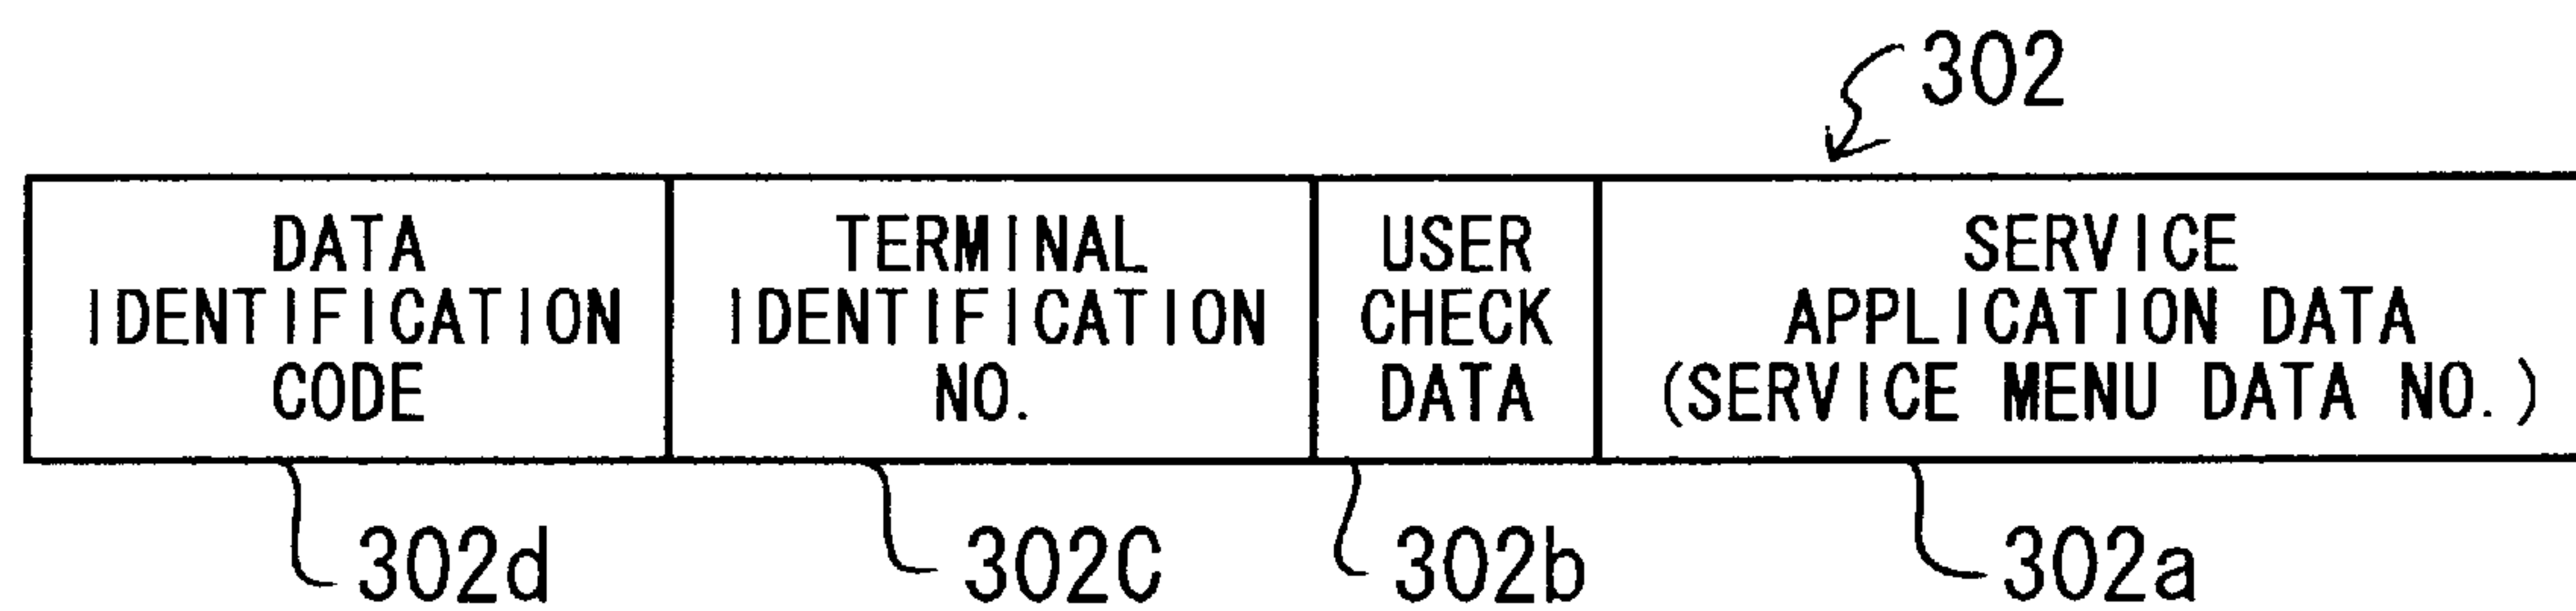 302
DATA
IDENTIFICATION
CODE
TERMINAL
IDENTIFICATION
NO.
USER
CHECK
DATA
SERVICE
APPLICATION DATA
(SERVICE MENU DATA NO.)
302d
302C
302b
302a